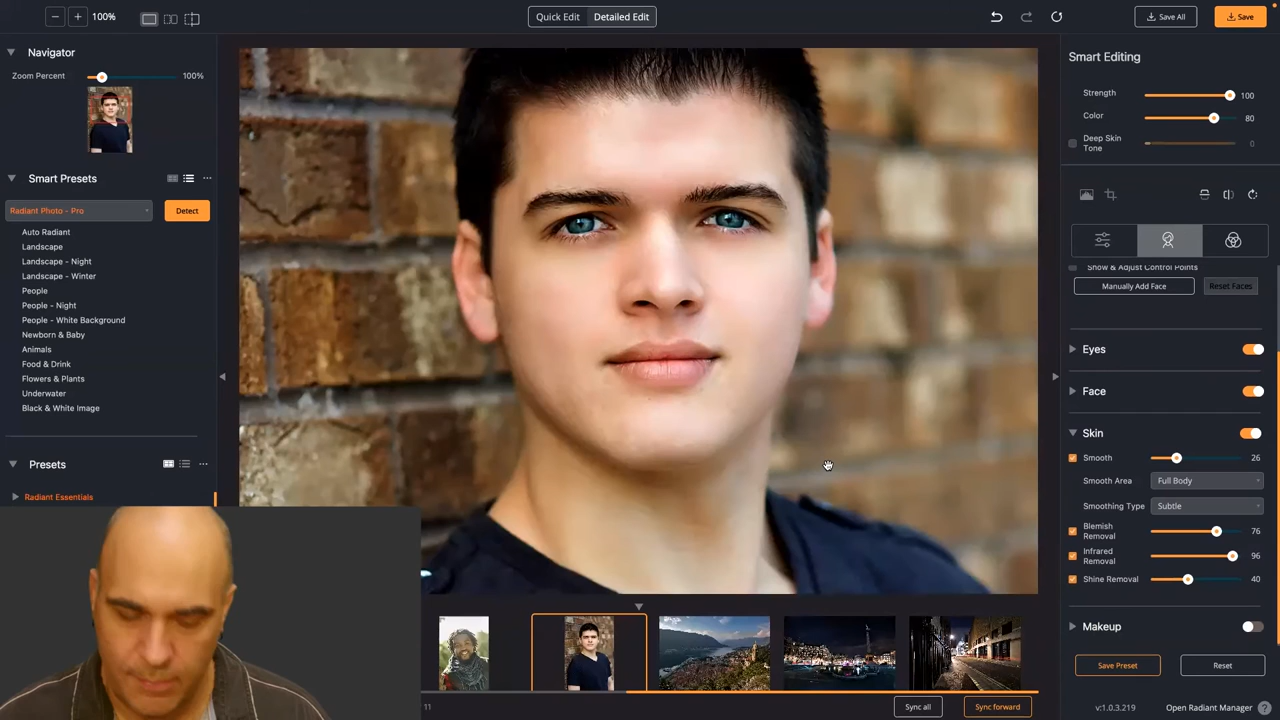 100%
Quick Edit
Detailed Edit
Save All
Save
Navigator
Zoom Percent
100%
Smart Presets
Radiant Photo - Pro
Detect
Auto Radiant
Landscape
Landscape - Night
Landscape - Winter
People
People - Night
People - White Background
Newborn & Baby
Animals
Food & Drink
Flowers & Plants
Underwater
Black & White Image
Presets
Radiant Essentials
11
Sync all
Sync forward
Smart Editing
Strength
100
Color
80
Deep Skin
Tone
0
Show & Adjust Control Points
Manually Add Face
Reset Faces
Eyes
Face
Skin
Smooth
26
Smooth Area
Full Body
Smoothing Type
Subtle
Blemish
Removal
76
Infrared
Removal
96
Shine Removal
40
Makeup
Save Preset
Reset
v:1.0.3.219
Open Radiant Manager
?